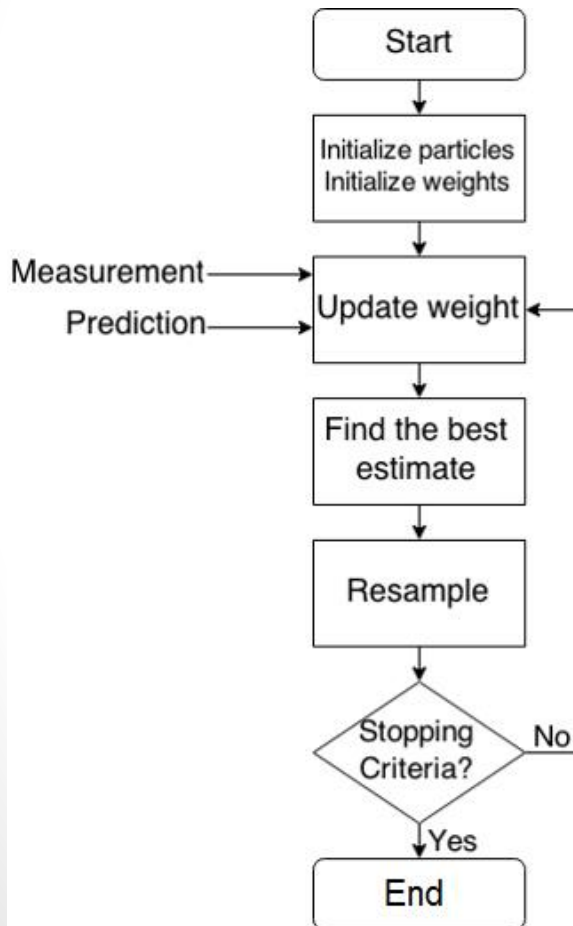 Start
Initialize particles
Initialize weights
Measurement
Update weight
Prediction
Find the best
estimate
Resample
Stopping
Criteria?
No
Yes
End